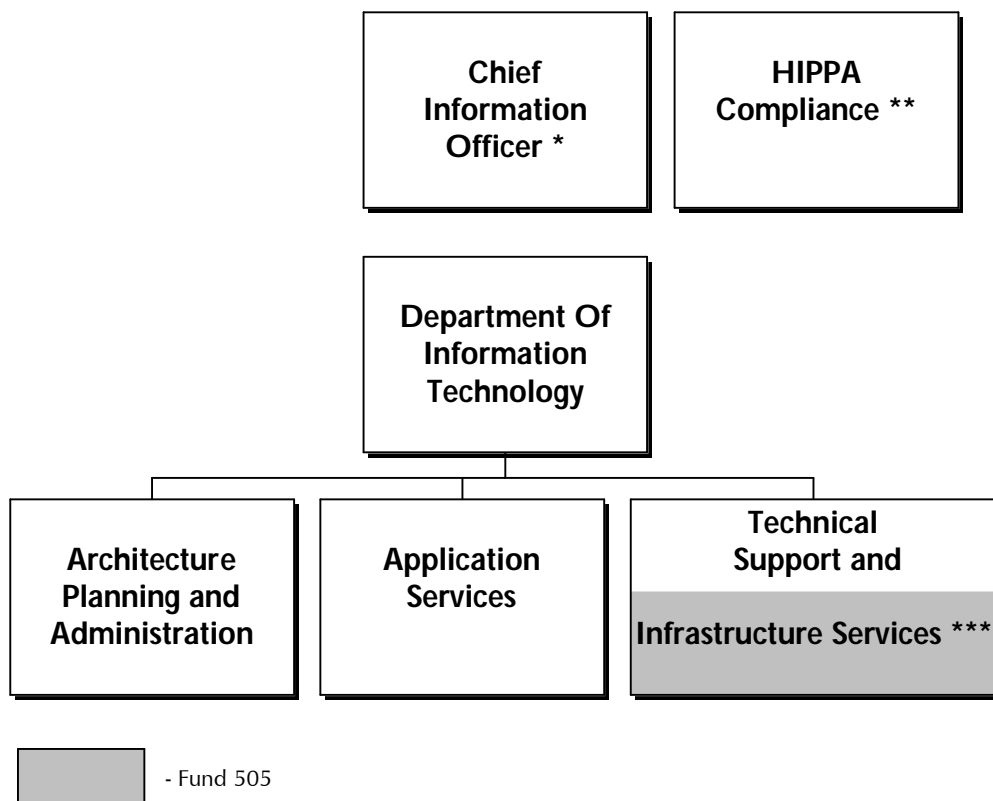 Chief
Information
Officer *
HIPPA
Compliance **
Department Of
Information
Technology
Architecture
Planning and
Administration
Application
Services
Technical
Support and
Infrastructure Services ***
- Fund 505